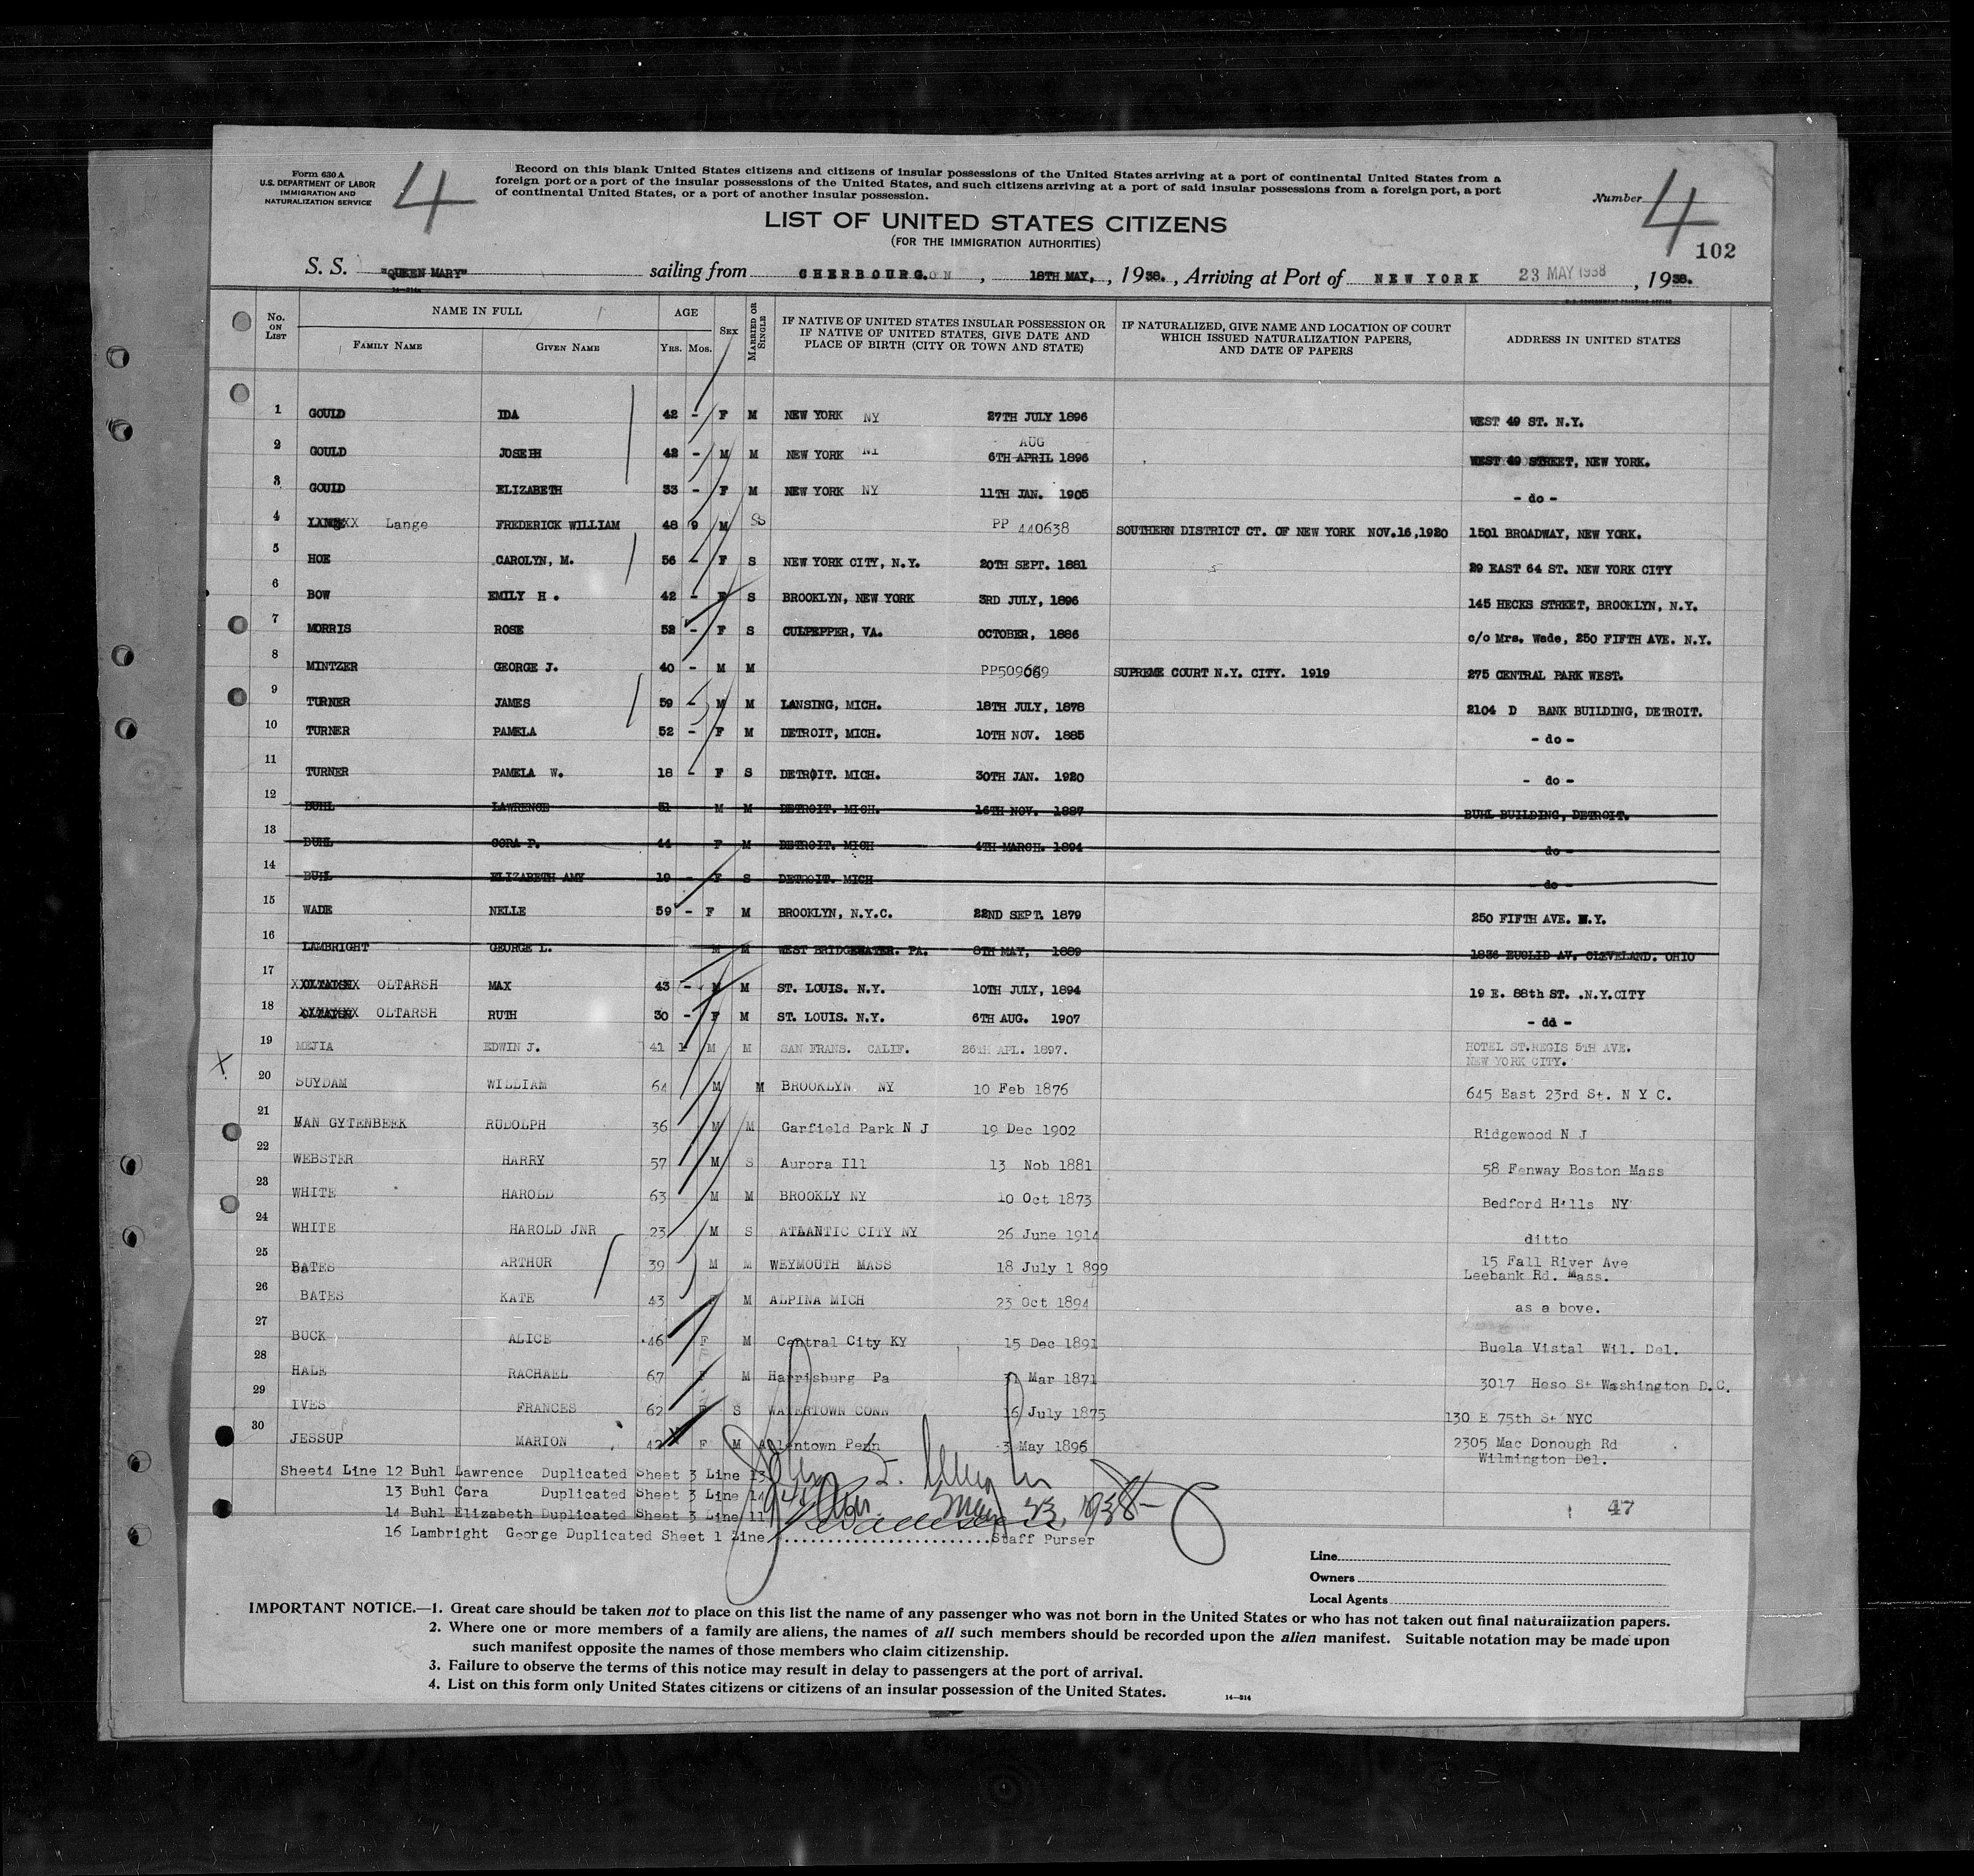 Form 630 A
U.S. DEPARTMENT OF LABOR
IMMIGRATION AND
NATURALIZATION SERVICE
4
Record on this blank United States citizens and citizens of insular possessions of the United States arriving at a port of continental United States from a
foreign port or a port of the insular possessions of the United States, and such citizens arriving at a port of said insular possessions from a foreign port, a port
of continental United States, or a port of another insular possession.
Number 4
102
LIST OF UNITED STATES CITIZENS
(FOR THE IMMIGRATION AUTHORITIES)
S. S. "QUEEN MARY" sailing from CHERBOURG. , 18TH MAY, , 1938. , Arriving at Port of NEW YORK 23 MAY 1938 , 1938.
No. ON LIST
NAME IN FULL
FAMILY NAME
GIVEN NAME
AGE
YRS. MOS.
SEX
MARRIED OR SINGLE
IF NATIVE OF UNITED STATES INSULAR POSSESSION OR
IF NATIVE OF UNITED STATES, GIVE DATE AND
PLACE OF BIRTH (CITY OR TOWN AND STATE)
IF NATURALIZED, GIVE NAME AND LOCATION OF COURT
WHICH ISSUED NATURALIZATION PAPERS,
AND DATE OF PAPERS
ADDRESS IN UNITED STATES
1 GOULD IDA 42 - F M NEW YORK NY 27TH JULY 1896 WEST 49 ST. N.Y.
AUG
2 GOULD JOSEPH 42 - M M NEW YORK NY 6TH APRIL 1896 WEST 49 STREET, NEW YORK.
3 GOULD ELIZABETH 33 - F M NEW YORK NY 11TH JAN. 1905 - do -
4 Lange FREDERICK WILLIAM 48 9 M S PP 440638 SOUTHERN DISTRICT CT. OF NEW YORK NOV.16,1920 1501 BROADWAY, NEW YORK.
5 HOE CAROLYN, M. 56 - F S NEW YORK CITY, N.Y. 20TH SEPT. 1881 29 EAST 64 ST. NEW YORK CITY
6 BOW EMILY H. 42 - F S BROOKLYN, NEW YORK 3RD JULY, 1896 145 HECKS STREET, BROOKLYN, N.Y.
7 MORRIS ROSE 52 - F S CULPEPPER, VA. OCTOBER, 1886 c/o Mrs. Wade, 250 FIFTH AVE. N.Y.
8 MINTZER GEORGE J. 40 - M M PP509669 SUPREME COURT N.Y. CITY. 1919 275 CENTRAL PARK WEST.
9 TURNER JAMES 59 - M M LANSING, MICH. 18TH JULY, 1878 2104 D BANK BUILDING, DETROIT.
10 TURNER PAMELA 52 - F M DETROIT, MICH. 10TH NOV. 1885 - do -
11 TURNER PAMELA W. 18 - F S DETROIT. MICH. 30TH JAN. 1920 - do -
12 BUHL LAWRENCE 51 M M DETROIT. MICH. 16TH NOV. 1887 BUHL BUILDING, DETROIT.
13 BUHL CORA P. 44 F M DETROIT. MICH 4TH MARCH. 1894 - do -
14 BUHL ELIZABETH AMY 19 - F S DETROIT. MICH - do -
15 WADE NELLE 59 - F M BROOKLYN, N.Y.C. 22ND SEPT. 1879 250 FIFTH AVE. N.Y.
16 LAMBRIGHT GEORGE L. M M WEST BRIDGEWATER. PA. 8TH MAY, 1889 1836 EUCLID AV. CLEVELAND. OHIO
17 OLTARSH MAX 43 - M M ST. LOUIS. N.Y. 10TH JULY, 1894 19 E. 88th ST. .N.Y.CITY
18 OLTARSH RUTH 30 - F M ST. LOUIS. N.Y. 6TH AUG. 1907 - dd -
19 MEJIA EDWIN J. 41 1 M M SAN FRANS. CALIF. 26TH APL. 1897. HOTEL ST.REGIS 5TH AVE.
NEW YORK CITY.
X
20 SUYDAM WILLIAM 64 M M BROOKLYN NY 10 Feb 1876 645 East 23rd St. N Y C.
21 MAN GYTENBEEK RUDOLPH 36 M M Garfield Park N J 19 Dec 1902 Ridgewood N J
22 WEBSTER HARRY 57 M S Aurora Ill 13 Nob 1881 58 Fenway Boston Mass
23 WHITE HAROLD 63 M M BROOKLY NY 10 Oct 1873 Bedford Hills NY
24 WHITE HAROLD JNR 23 M S ATLANTIC CITY NY 26 June 1914 ditto
25 BATES ARTHUR 39 M M WEYMOUTH MASS 18 July 1 899 15 Fall River Ave
Leebank Rd. Mass.
26 BATES KATE 43 M ALPINA MICH 23 Oct 1894 as a bove.
27 BUCK ALICE 46 F M Central City KY 15 Dec 1891 Buela Vistal Wil. Del.
28 HALE RACHAEL 67 F M Harrisburg Pa 31 Mar 1871 3017 Heso St Washington D.C.
29 IVES FRANCES 62 F S WATERTOWN CONN 16 July 1875 130 E 75th St NYC
30 JESSUP MARION 42 F M Allentown Penn 3 May 1896 2305 Mac Donough Rd
Wilmington Del.
Sheet4 Line 12 Buhl Lawrence Duplicated Sheet 3 Line 13
13 Buhl Cara Duplicated Sheet 3 Line 14
14 Buhl Elizabeth Duplicated Sheet 3 Line 11
May 23, 1938
47
16 Lambright George Duplicated Sheet 1 Line
Staff Purser
Line
Owners
Local Agents
IMPORTANT NOTICE.—1. Great care should be taken not to place on this list the name of any passenger who was not born in the United States or who has not taken out final naturalization papers.
2. Where one or more members of a family are aliens, the names of all such members should be recorded upon the alien manifest. Suitable notation may be made upon
such manifest opposite the names of those members who claim citizenship.
3. Failure to observe the terms of this notice may result in delay to passengers at the port of arrival.
4. List on this form only United States citizens or citizens of an insular possession of the United States.
14—314